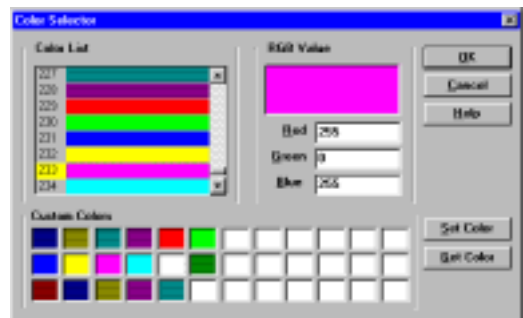 Color Selector
Color List
227
228
229
230
231
232
233
234
RGB Value
Red 255
Green 0
Blue 255
OK
Cancel
Help
Custom Colors
Set Color
Get Color